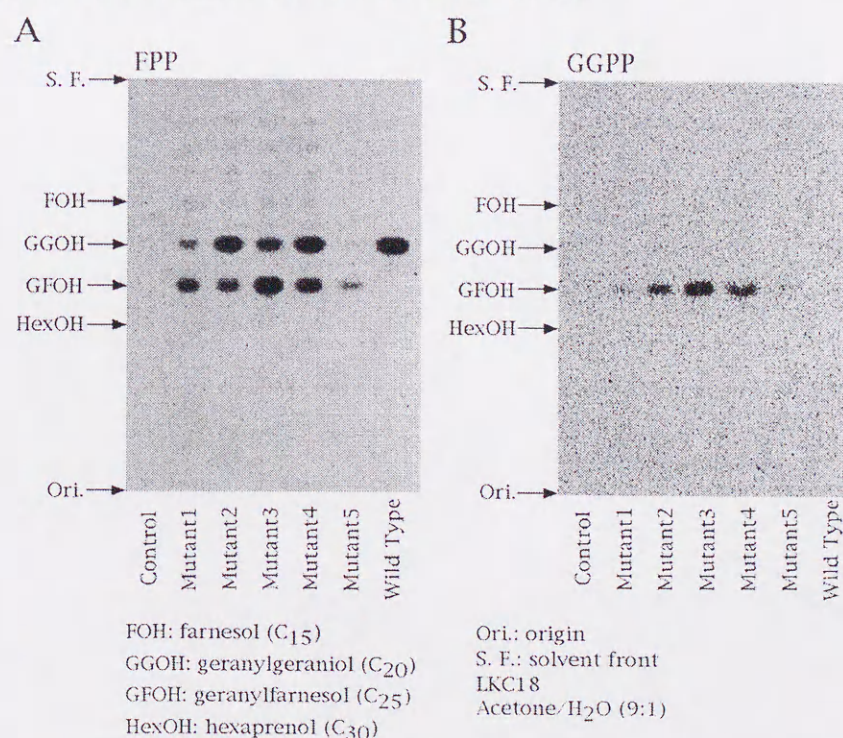 A
FPP
S. F.
FOH
GGOH
GFOH
HexOH
Ori.
Control
Mutant1
Mutant2
Mutant3
Mutant4
Mutant5
Wild Type
FOH: farnesol (C15)
GGOH: geranylgeraniol (C20)
GFOH: geranylfarnesol (C25)
HexOH: hexaprenol (C30)
B
GGPP
S. F.
FOH
GGOH
GFOH
HexOH
Ori.
Control
Mutant1
Mutant2
Mutant3
Mutant4
Mutant5
Wild Type
Ori.: origin
S. F.: solvent front
LKC18
Acetone/H2O (9:1)